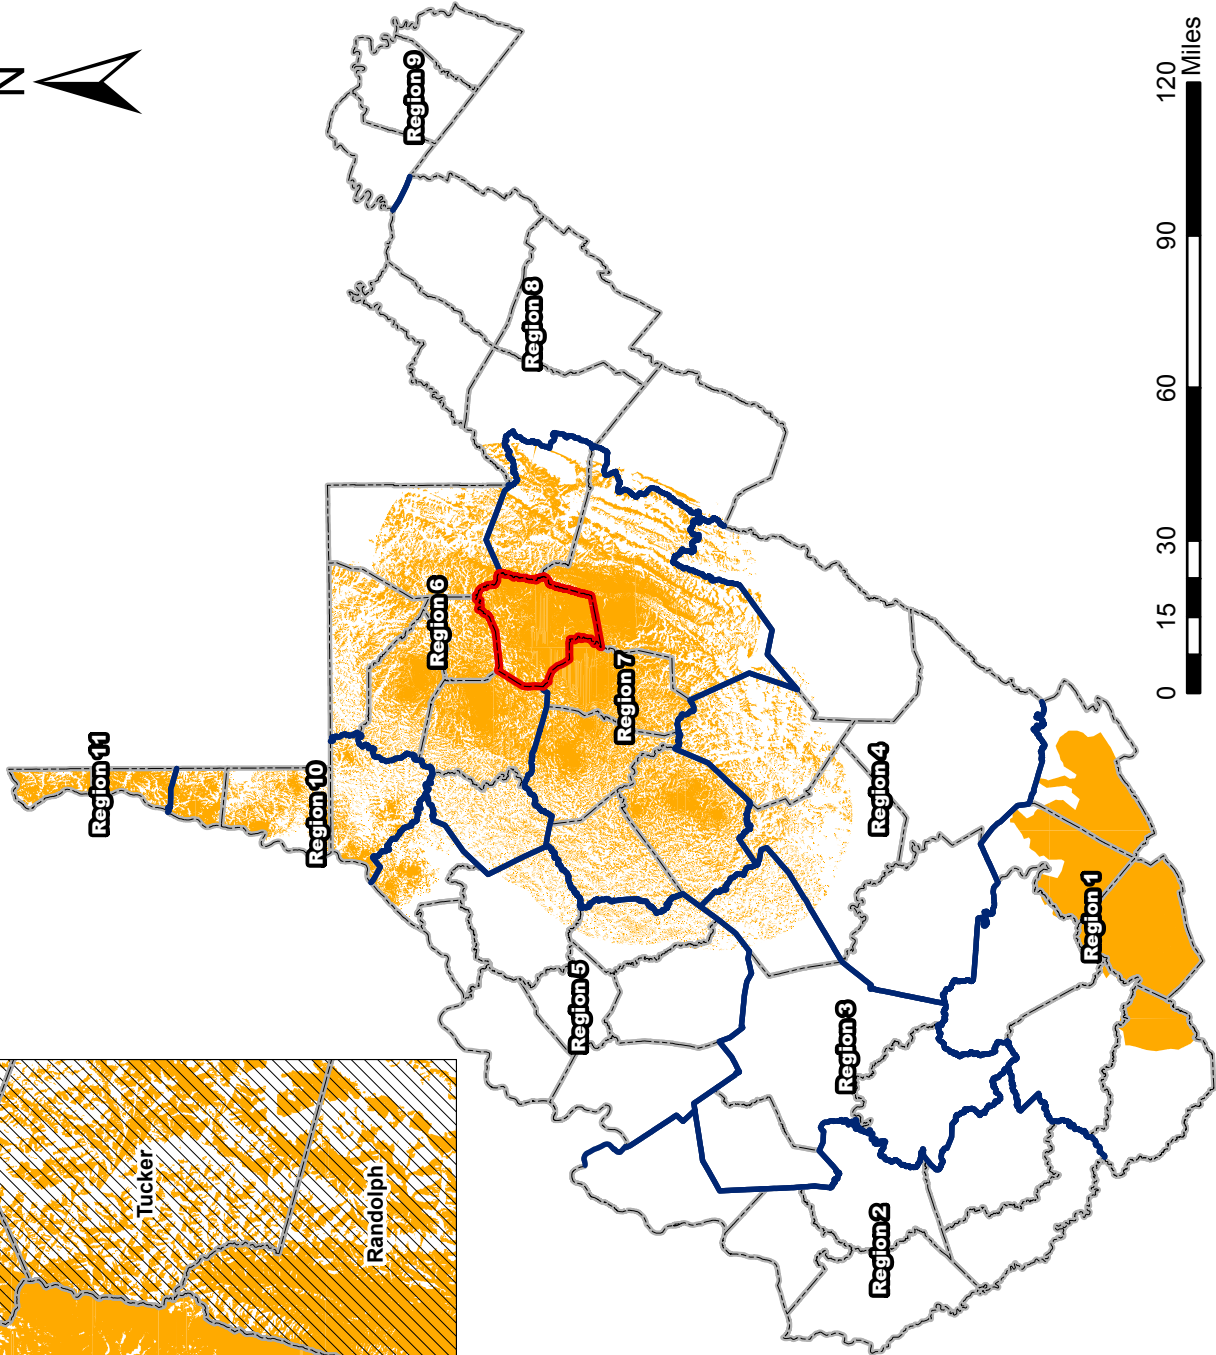 N
Region 11
Region 10
Region 9
Region 8
Region 6
Region 7
Region 5
Region 4
Region 3
Region 2
Region 1
Tucker
Randolph
0 15 30 60 90 120
Miles